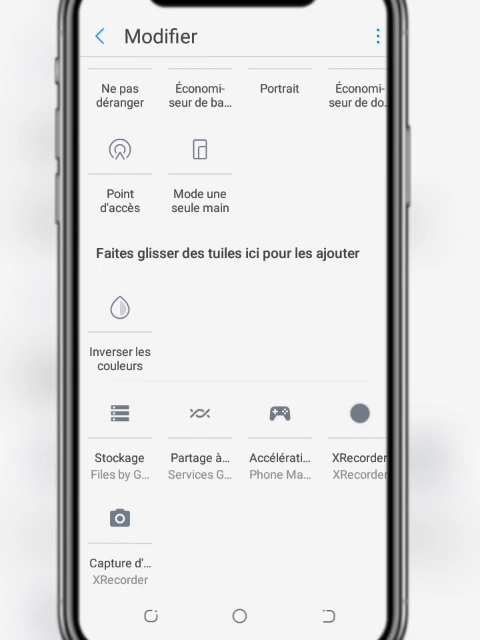 Modifier
Ne pas déranger
Économi-
seur de ba...
Portrait
Économi-
seur de do.
Point d'accès
Mode une seule main
Faites glisser des tuiles ici pour les ajouter
Inverser les couleurs
Stockage
Files by G...
Partage à...
Services G...
Accélérati...
Phone Ma...
XRecorder
XRecorder
Capture d'...
XRecorder